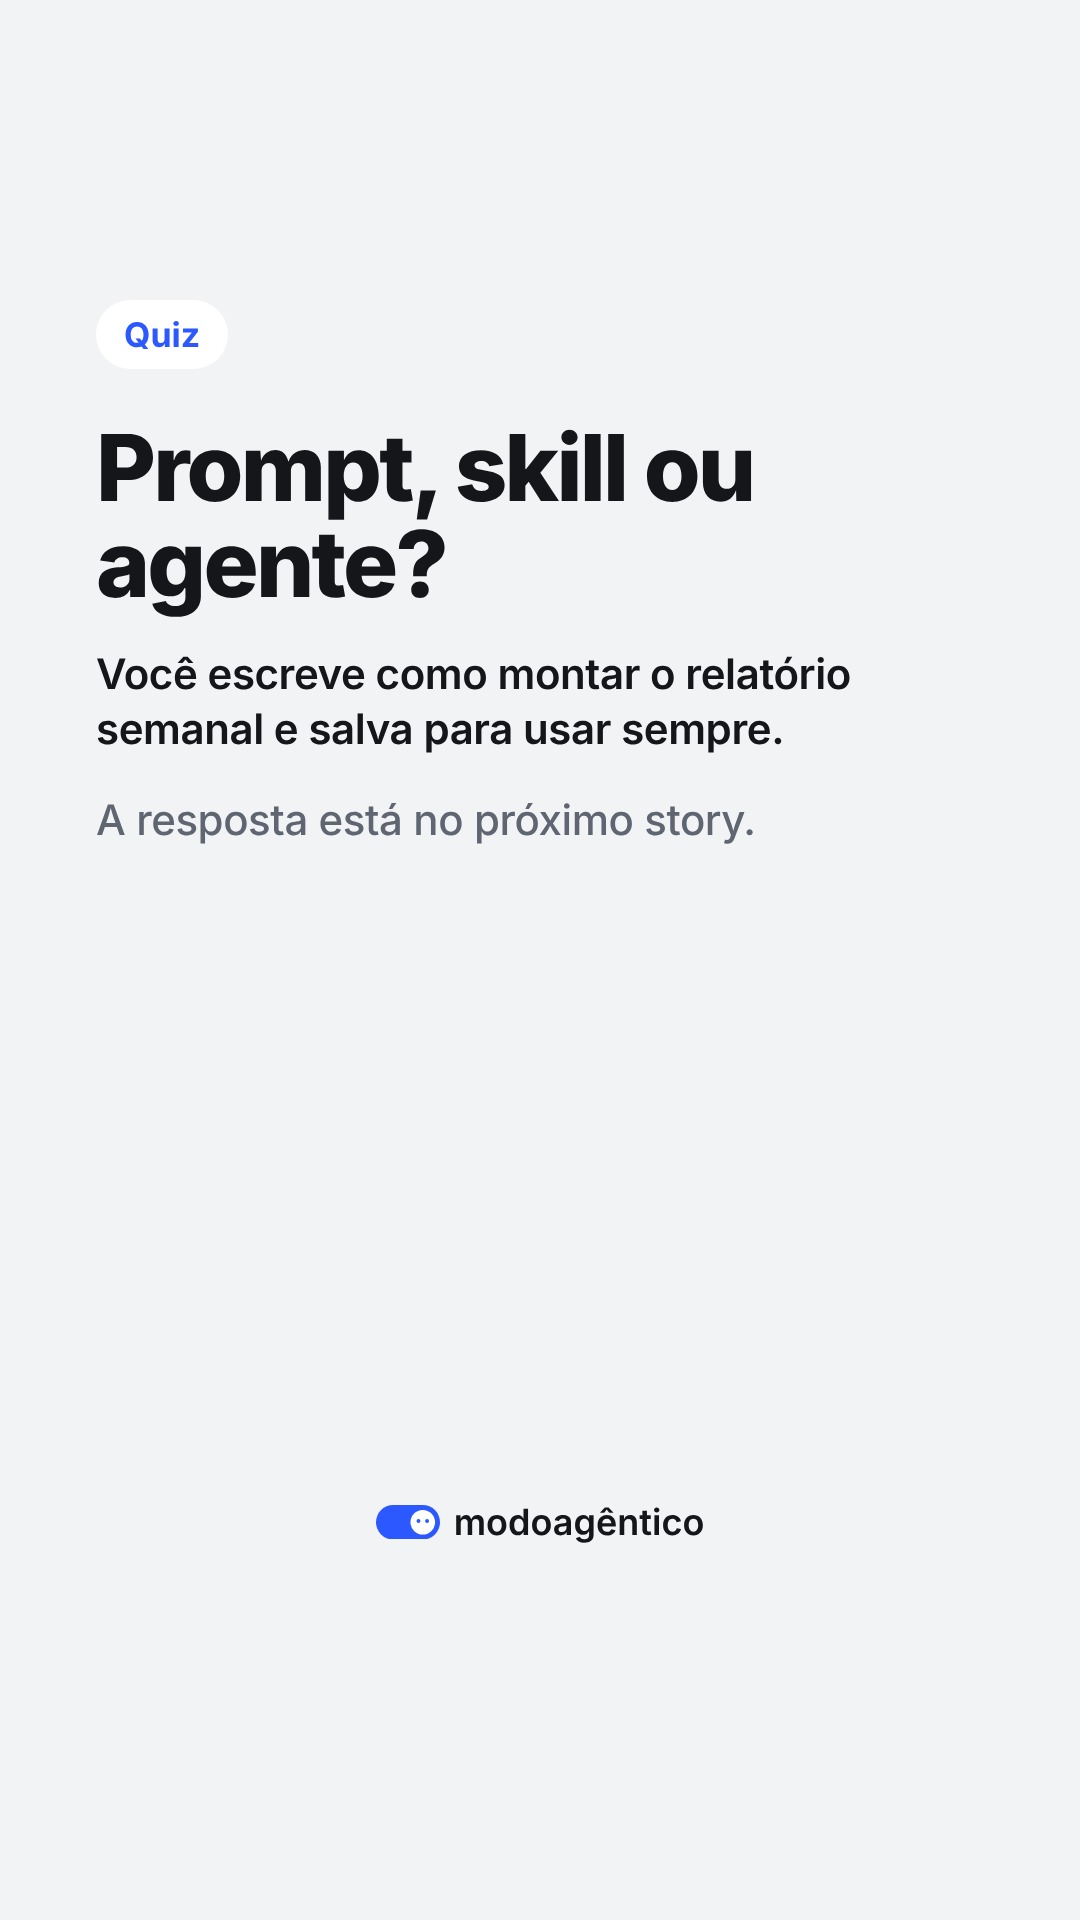 Quiz
Prompt, skill ou
agente?
Você escreve como montar o relatório
semanal e salva para usar sempre.
A resposta está no próximo story.
modoagêntico